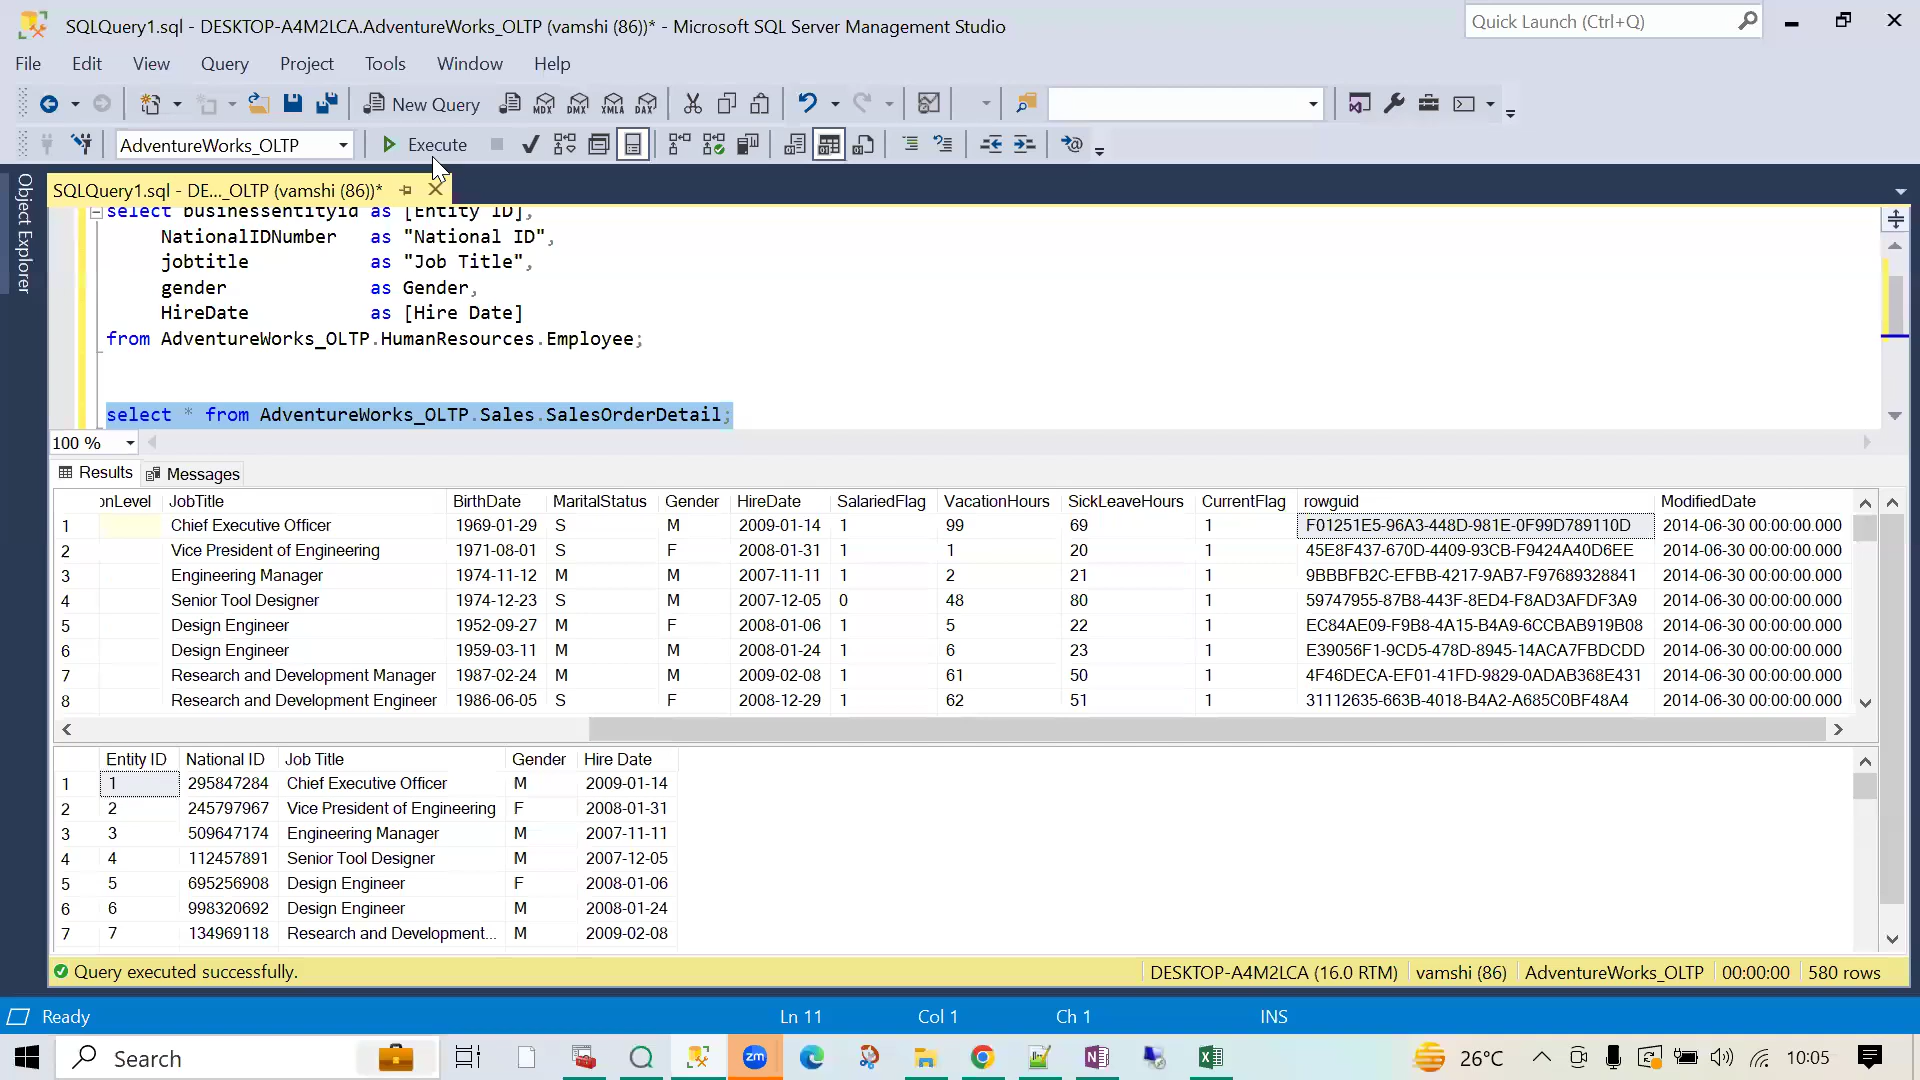 SQLQuery1.sql - DESKTOP-A4M2LCA.AdventureWorks_OLTP (vamshi (86))* - Microsoft SQL Server Management Studio
Quick Launch (Ctrl+Q)
File Edit View Query Project Tools Window Help
New Query
MDX DMX XMLA DAX
AdventureWorks_OLTP
Execute
Object Explorer
SQLQuery1.sql - DE..._OLTP (vamshi (86))*
select businessentityid as [Entity ID],
NationalIDNumber as "National ID",
jobtitle as "Job Title",
gender as Gender,
HireDate as [Hire Date]
from AdventureWorks_OLTP.HumanResources.Employee;
select * from AdventureWorks_OLTP.Sales.SalesOrderDetail;
100 %
Results Messages
onLevel JobTitle BirthDate MaritalStatus Gender HireDate SalariedFlag VacationHours SickLeaveHours CurrentFlag rowguid ModifiedDate
1 Chief Executive Officer 1969-01-29 S M 2009-01-14 1 99 69 1 F01251E5-96A3-448D-981E-0F99D789110D 2014-06-30 00:00:00.000
2 Vice President of Engineering 1971-08-01 S F 2008-01-31 1 1 20 1 45E8F437-670D-4409-93CB-F9424A40D6EE 2014-06-30 00:00:00.000
3 Engineering Manager 1974-11-12 M M 2007-11-11 1 2 21 1 9BBBFB2C-EFBB-4217-9AB7-F97689328841 2014-06-30 00:00:00.000
4 Senior Tool Designer 1974-12-23 S M 2007-12-05 0 48 80 1 59747955-87B8-443F-8ED4-F8AD3AFDF3A9 2014-06-30 00:00:00.000
5 Design Engineer 1952-09-27 M F 2008-01-06 1 5 22 1 EC84AE09-F9B8-4A15-B4A9-6CCBAB919B08 2014-06-30 00:00:00.000
6 Design Engineer 1959-03-11 M M 2008-01-24 1 6 23 1 E39056F1-9CD5-478D-8945-14ACA7FBDCDD 2014-06-30 00:00:00.000
7 Research and Development Manager 1987-02-24 M M 2009-02-08 1 61 50 1 4F46DECA-EF01-41FD-9829-0ADAB368E431 2014-06-30 00:00:00.000
8 Research and Development Engineer 1986-06-05 S F 2008-12-29 1 62 51 1 31112635-663B-4018-B4A2-A685C0BF48A4 2014-06-30 00:00:00.000
Entity ID National ID Job Title Gender Hire Date
1 1 295847284 Chief Executive Officer M 2009-01-14
2 2 245797967 Vice President of Engineering F 2008-01-31
3 3 509647174 Engineering Manager M 2007-11-11
4 4 112457891 Senior Tool Designer M 2007-12-05
5 5 695256908 Design Engineer F 2008-01-06
6 6 998320692 Design Engineer M 2008-01-24
7 7 134969118 Research and Development... M 2009-02-08
Query executed successfully. DESKTOP-A4M2LCA (16.0 RTM) vamshi (86) AdventureWorks_OLTP 00:00:00 580 rows
Ready Ln 11 Col 1 Ch 1 INS
Search zm 26°C 10:05